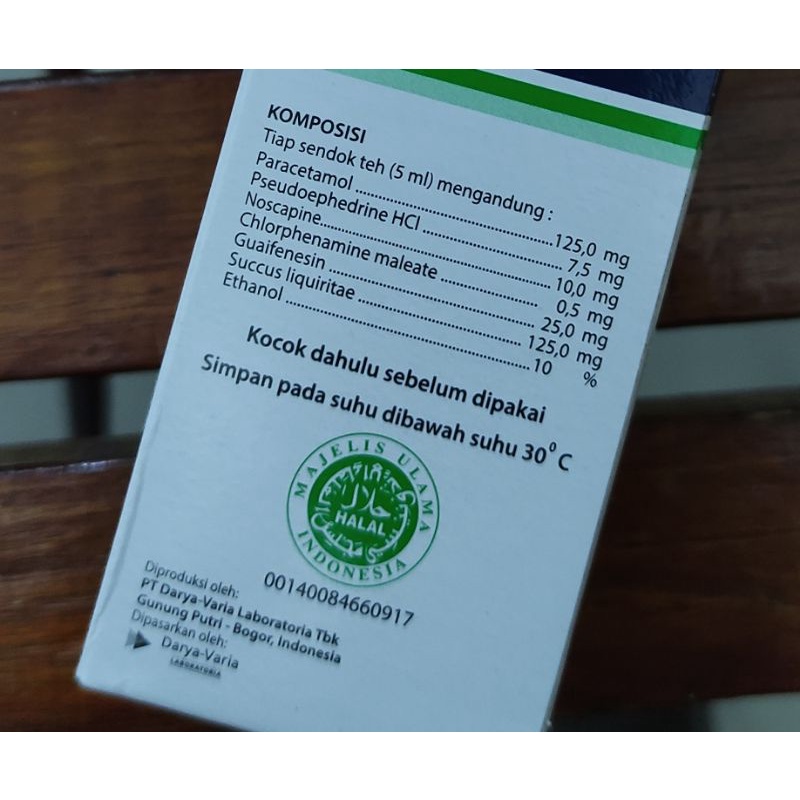 KOMPOSISI
Tiap sendok teh (5 ml) mengandung :
Paracetamol ........ 125,0 mg
Pseudoephedrine HCl ........ 7,5 mg
Noscapine........ 10,0 mg
Chlorphenamine maleate ........ 0,5 mg
Guaifenesin ........ 25,0 mg
Succus liquiritae ........ 125,0 mg
Ethanol ........ 10 %
Kocok dahulu sebelum dipakai
Simpan pada suhu dibawah suhu 30⁰ C
MAJELIS ULAMA
حلال
HALAL
INDONESIA
00140084660917
Diproduksi oleh:
PT Darya-Varia Laboratoria Tbk
Gunung Putri - Bogor, Indonesia
Dipasarkan oleh:
Darya-Varia
LABORATORIA